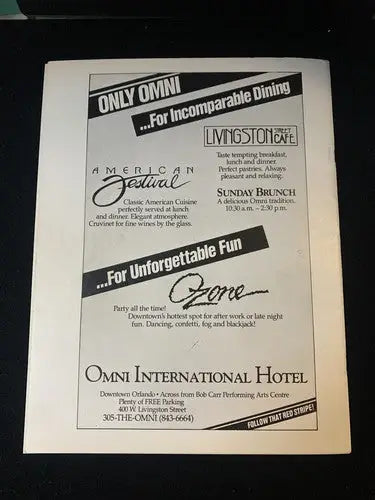 ONLY OMNI
...For Incomparable Dining
LIVINGSTON STREET CAFE
Taste tempting breakfast,
lunch and dinner.
Perfect pastries. Always
pleasant and relaxing.
AMERICAN
Festival
Classic American Cuisine
perfectly served at lunch
and dinner. Elegant atmosphere.
Cruvinet for fine wines by the glass.
SUNDAY BRUNCH
A delicious Omni tradition.
10:30 a.m. – 2:30 p.m.
...For Unforgettable Fun
Ozone
Party all the time!
Downtown's hottest spot for after work or late night
fun. Dancing, confetti, fog and blackjack!
OMNI INTERNATIONAL HOTEL
Downtown Orlando • Across from Bob Carr Performing Arts Centre
Plenty of FREE Parking
400 W. Livingston Street
305-THE-OMNI (843-6664)
FOLLOW THAT RED STRIPE!